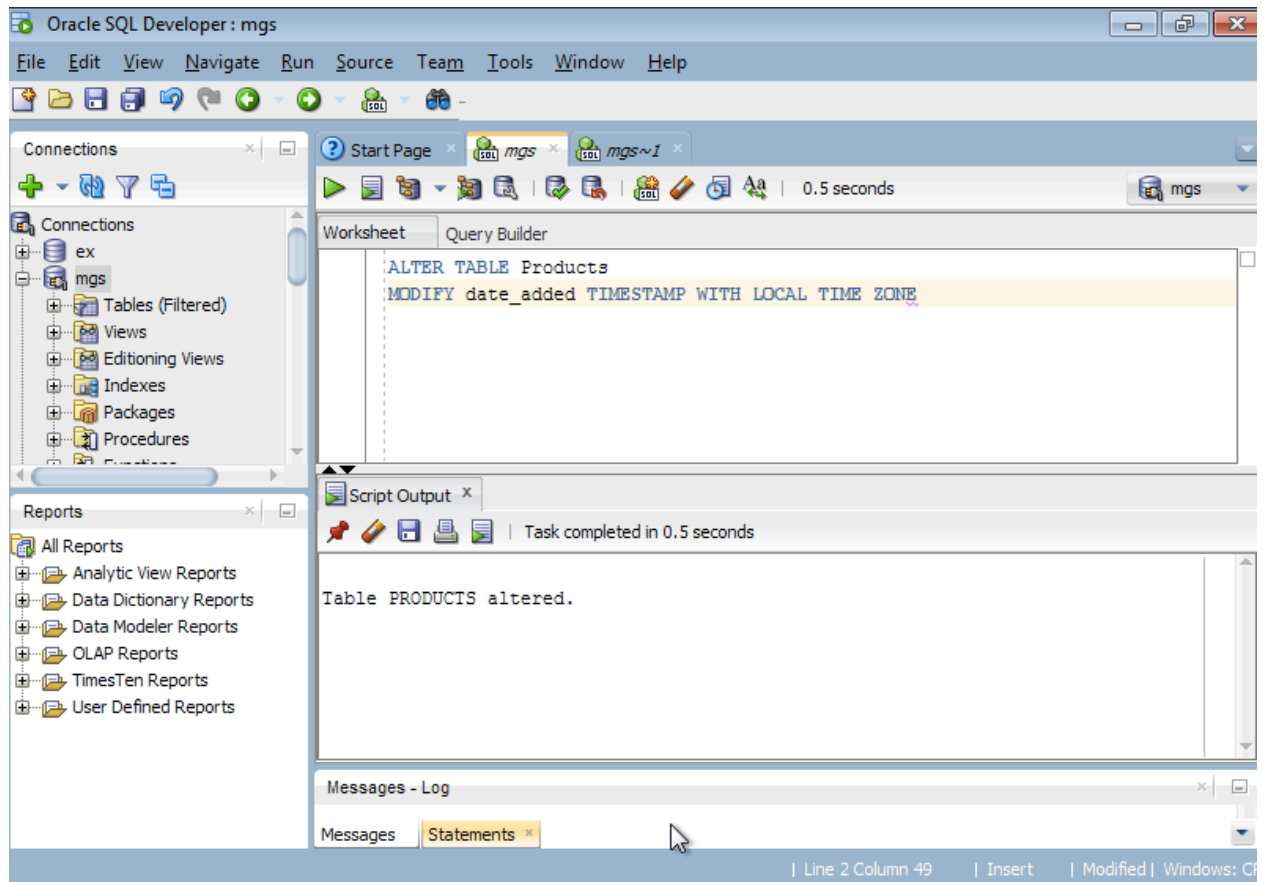 Oracle SQL Developer : mgs
File Edit View Navigate Run Source Team Tools Window Help
Connections
Connections
ex
mgs
Tables (Filtered)
Views
Editioning Views
Indexes
Packages
Procedures
Reports
All Reports
Analytic View Reports
Data Dictionary Reports
Data Modeler Reports
OLAP Reports
TimesTen Reports
User Defined Reports
Start Page mgs mgs~1
0.5 seconds mgs
Worksheet Query Builder
ALTER TABLE Products
MODIFY date_added TIMESTAMP WITH LOCAL TIME ZONE
Script Output
Task completed in 0.5 seconds
Table PRODUCTS altered.
Messages - Log
Messages Statements
| Line 2 Column 49 | Insert | Modified | Windows: